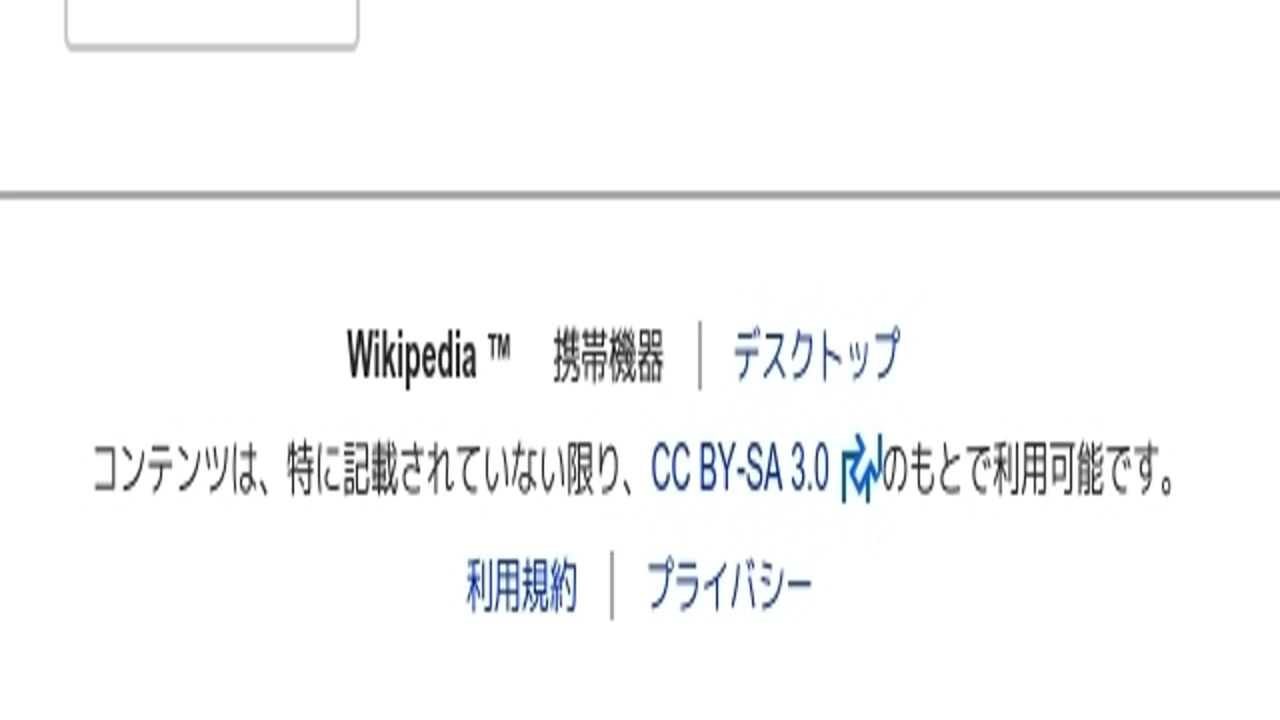 Wikipedia ™ 携帯機器 | デスクトップ
コンテンツは、特に記載されていない限り、CC BY-SA 3.0 のもとで利用可能です。
利用規約 | プライバシー